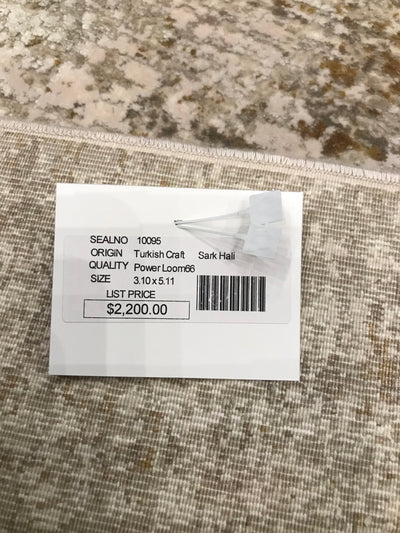 SEALNO 10095
ORIGIN Turkish Craft Sark Hali
QUALITY Power Loom66
SIZE 3.10 x 5.11
LIST PRICE
$2,200.00